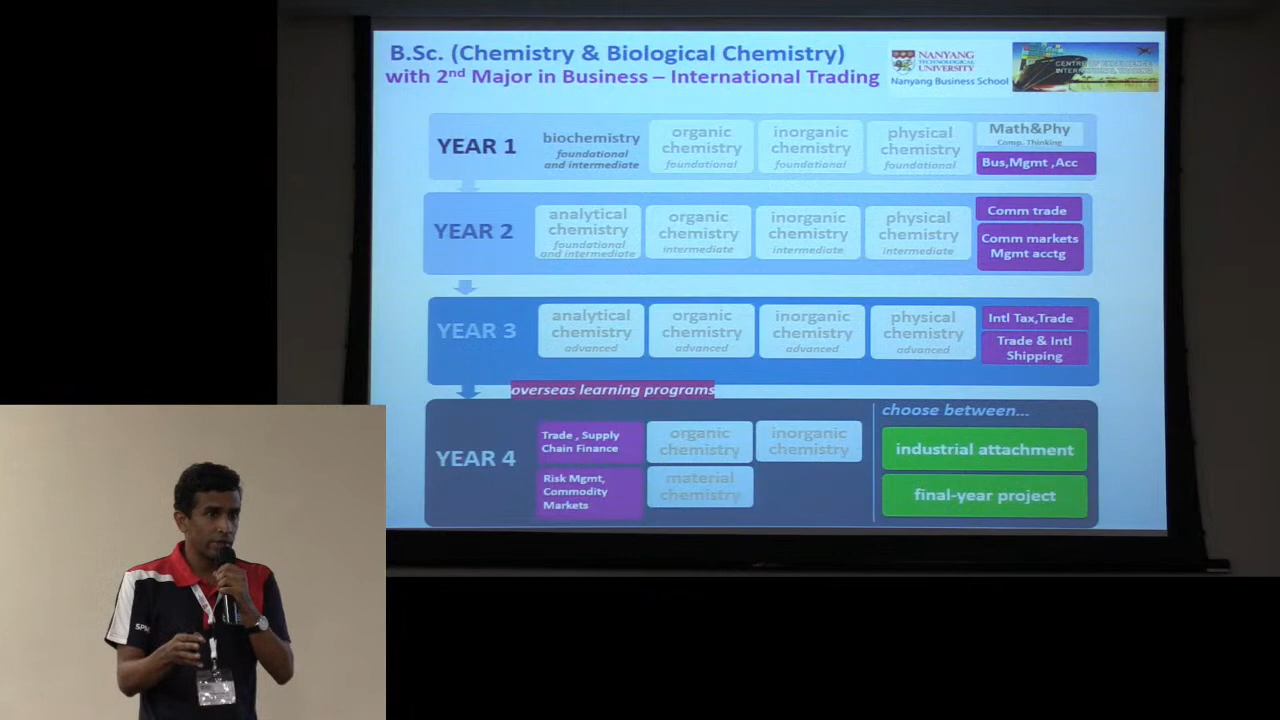 B.Sc. (Chemistry & Biological Chemistry)
with 2nd Major in Business – International Trading
NANYANG
TECHNOLOGICAL
UNIVERSITY
Nanyang Business School
CENTRE OF EXCELLENCE
INTERNATIONAL TRADING
YEAR 1
biochemistry
foundational
and intermediate
organic
chemistry
foundational
inorganic
chemistry
foundational
physical
chemistry
foundational
Math&Phy
Comp. Thinking
Bus,Mgmt ,Acc
YEAR 2
analytical
chemistry
foundational
and intermediate
organic
chemistry
intermediate
inorganic
chemistry
intermediate
physical
chemistry
intermediate
Comm trade
Comm markets
Mgmt acctg
YEAR 3
analytical
chemistry
advanced
organic
chemistry
advanced
inorganic
chemistry
advanced
physical
chemistry
advanced
Intl Tax,Trade
Trade & Intl
Shipping
overseas learning programs
YEAR 4
Trade , Supply
Chain Finance
Risk Mgmt,
Commodity
Markets
organic
chemistry
inorganic
chemistry
material
chemistry
choose between...
industrial attachment
final-year project